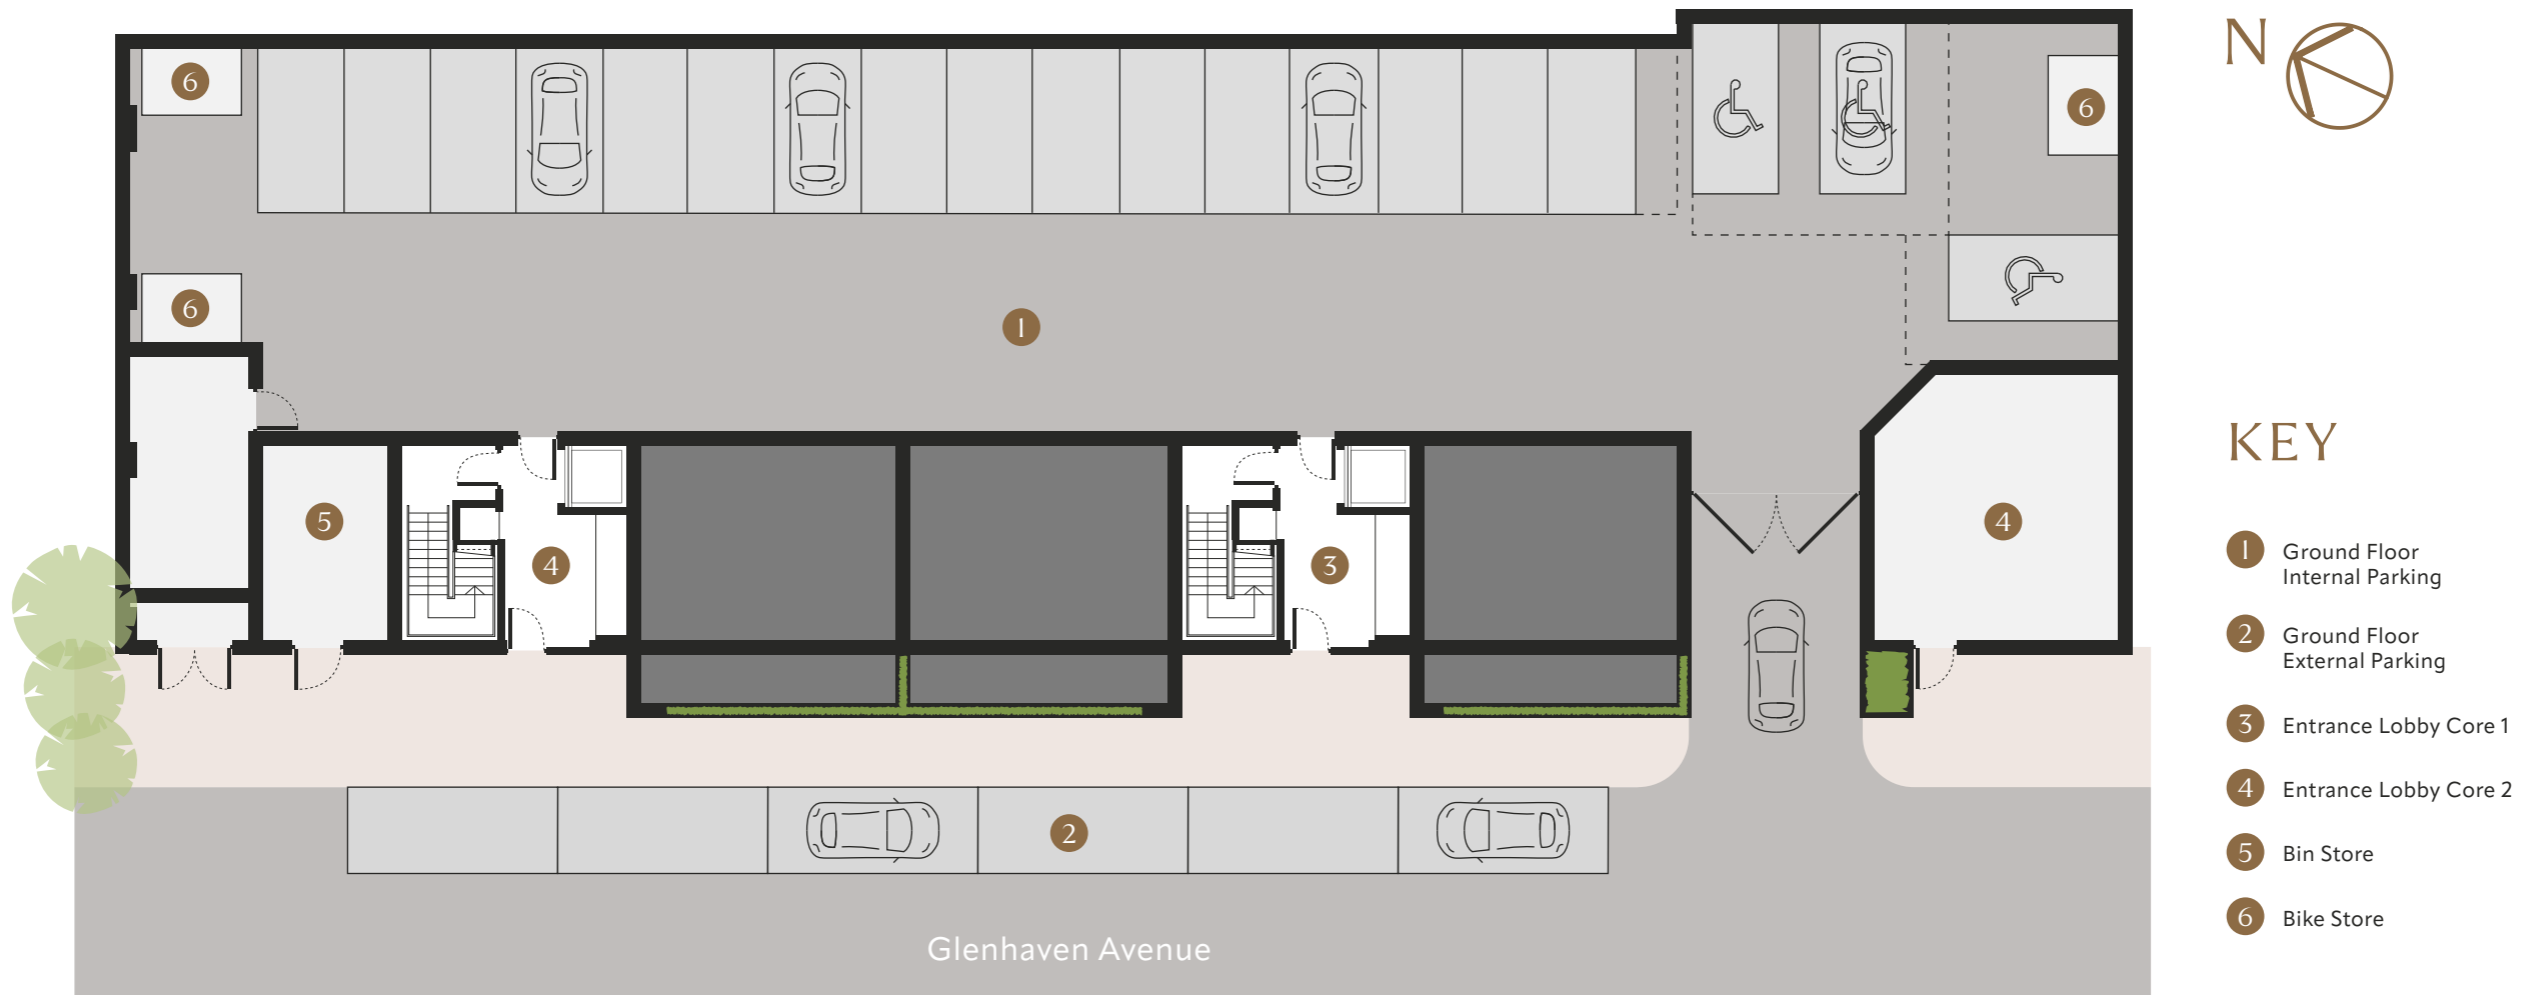 N
6
6
6
1
5
4
3
4
2
Glenhaven Avenue
KEY
1 Ground Floor
Internal Parking
2 Ground Floor
External Parking
3 Entrance Lobby Core 1
4 Entrance Lobby Core 2
5 Bin Store
6 Bike Store